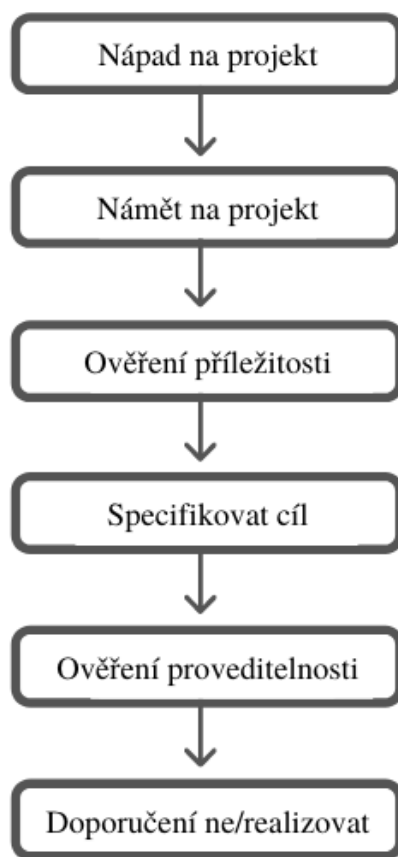 Nápad na projekt
Námět na projekt
Ověření příležitosti
Specifikovat cíl
Ověření proveditelnosti
Doporučení ne/realizovat